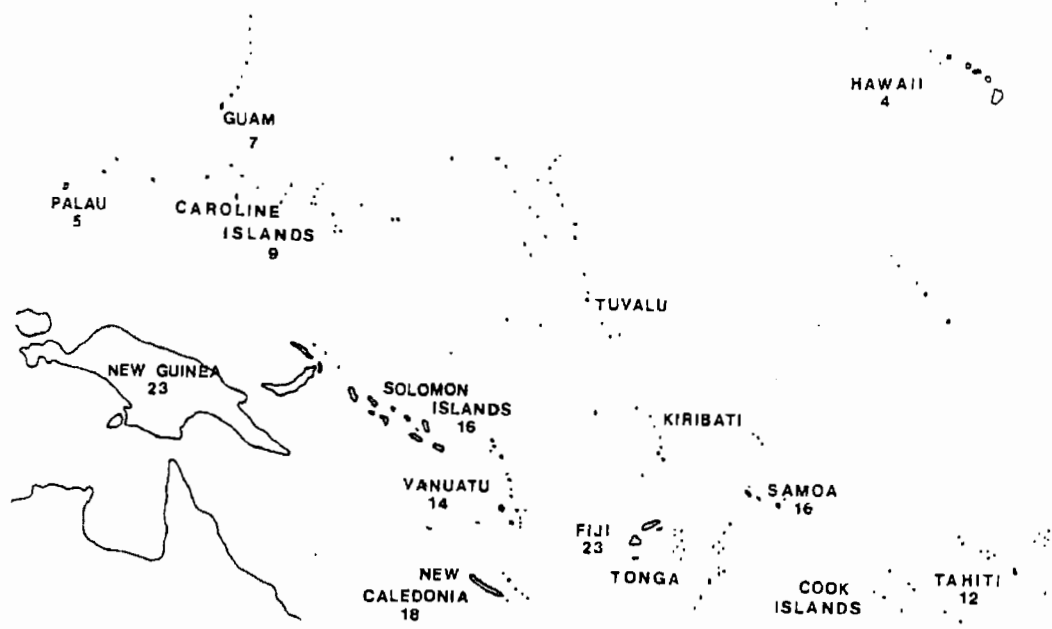 HAWAII
4
GUAM
7
PALAU
5
CAROLINE
ISLANDS
9
TUVALU
NEW GUINEA
23
SOLOMON
ISLANDS
16
KIRIBATI
VANUATU
14
SAMOA
16
FIJI
23
TONGA
NEW
CALEDONIA
18
COOK
ISLANDS
TAHITI
12